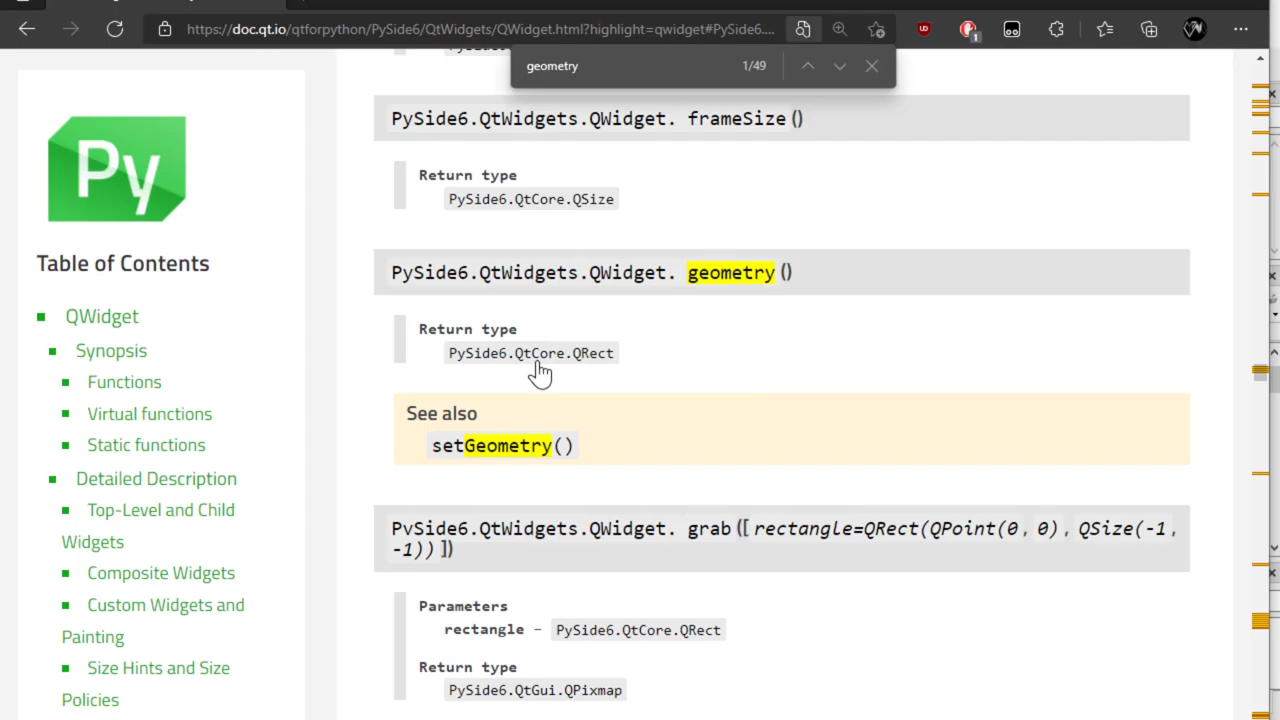 https://doc.qt.io/qtforpython/PySide6/QtWidgets/QWidget.html?highlight=qwidget#PySide6....
1
geometry
1/49
PySide6.QtWidgets.QWidget. frameSize()
Return type
PySide6.QtCore.QSize
PySide6.QtWidgets.QWidget. geometry()
Return type
PySide6.QtCore.QRect
See also
setGeometry()
PySide6.QtWidgets.QWidget. grab([rectangle=QRect(QPoint(0, 0), QSize(-1,
-1))])
Parameters
rectangle – PySide6.QtCore.QRect
Return type
PySide6.QtGui.QPixmap
Py
Table of Contents
QWidget
Synopsis
Functions
Virtual functions
Static functions
Detailed Description
Top-Level and Child
Widgets
Composite Widgets
Custom Widgets and
Painting
Size Hints and Size
Policies